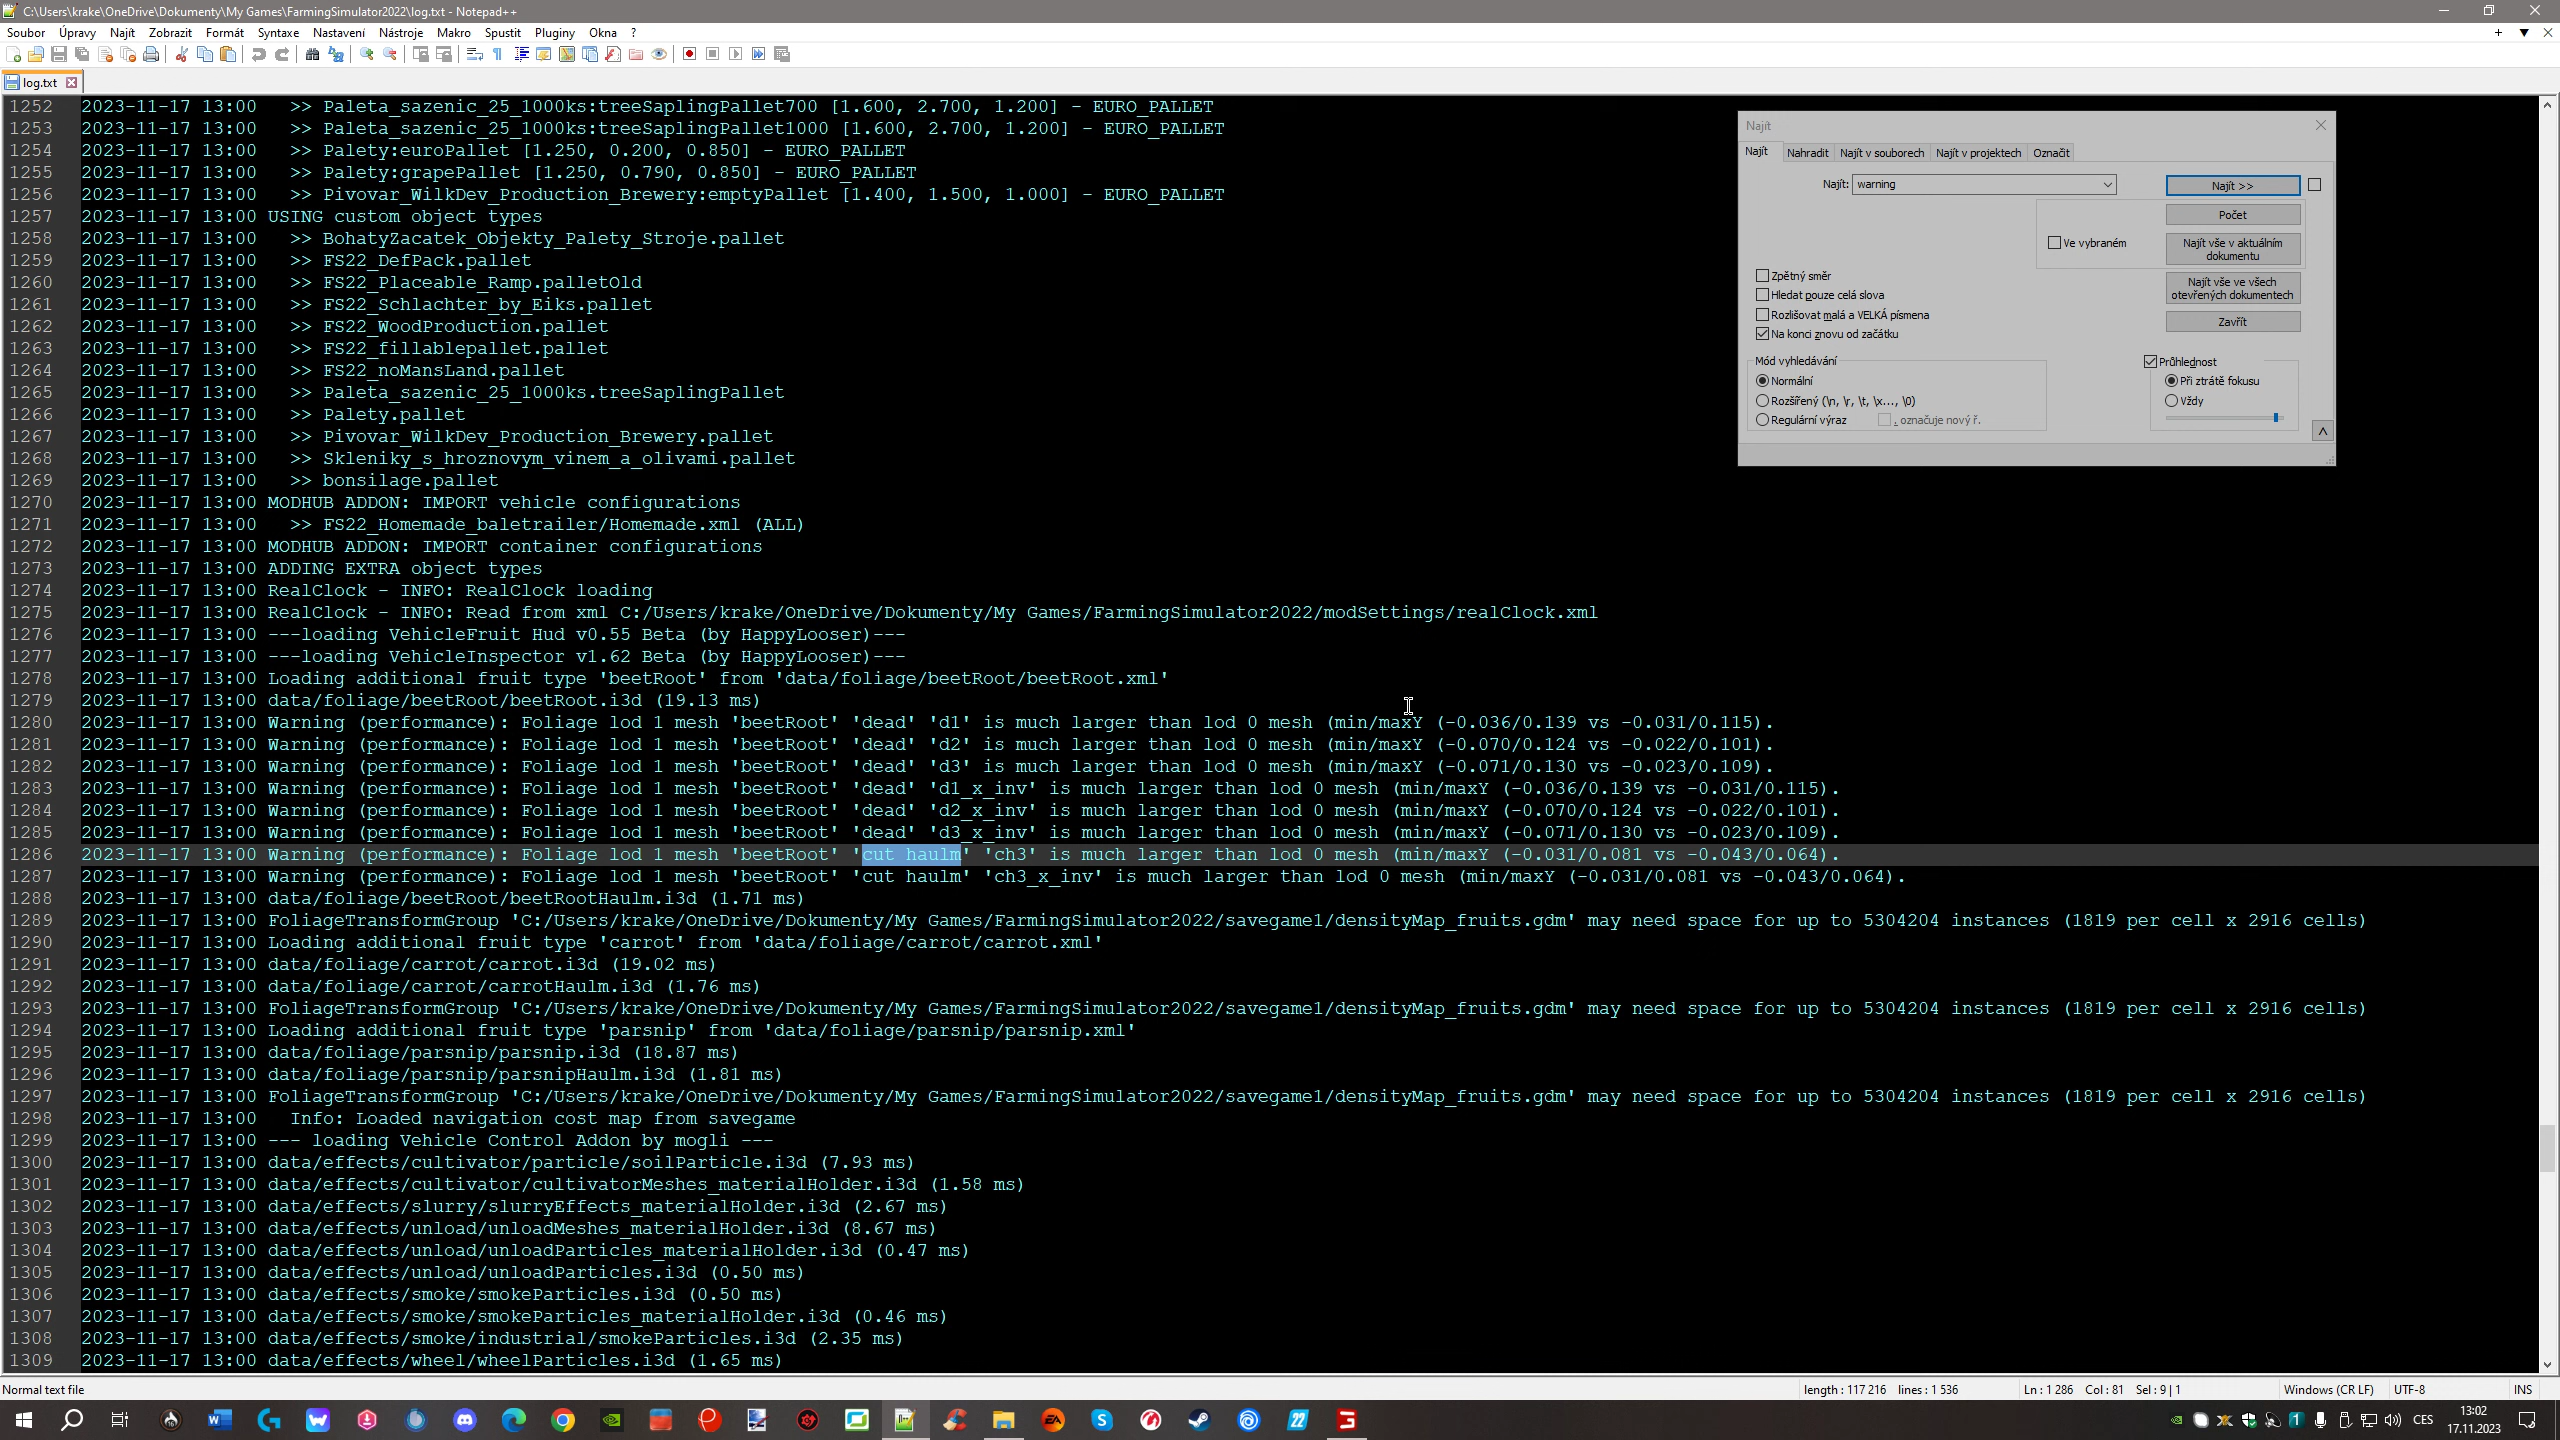 C:\Users\krake\OneDrive\Dokumenty\My Games\FarmingSimulator2022\log.txt - Notepad++
Soubor Úpravy Najít Zobrazit Formát Syntaxe Nastavení Nástroje Makro Spustit Pluginy Okna ?
log.txt
1252 2023-11-17 13:00   >> Paleta_sazenic_25_1000ks:treeSaplingPallet700 [1.600, 2.700, 1.200] - EURO_PALLET
1253 2023-11-17 13:00   >> Paleta_sazenic_25_1000ks:treeSaplingPallet1000 [1.600, 2.700, 1.200] - EURO_PALLET
1254 2023-11-17 13:00   >> Palety:euroPallet [1.250, 0.200, 0.850] - EURO_PALLET
1255 2023-11-17 13:00   >> Palety:grapePallet [1.250, 0.790, 0.850] - EURO_PALLET
1256 2023-11-17 13:00   >> Pivovar_WilkDev_Production_Brewery:emptyPallet [1.400, 1.500, 1.000] - EURO_PALLET
1257 2023-11-17 13:00 USING custom object types
1258 2023-11-17 13:00   >> BohatyZacatek_Objekty_Palety_Stroje.pallet
1259 2023-11-17 13:00   >> FS22_DefPack.pallet
1260 2023-11-17 13:00   >> FS22_Placeable_Ramp.palletOld
1261 2023-11-17 13:00   >> FS22_Schlachter_by_Eiks.pallet
1262 2023-11-17 13:00   >> FS22_WoodProduction.pallet
1263 2023-11-17 13:00   >> FS22_fillablepallet.pallet
1264 2023-11-17 13:00   >> FS22_noMansLand.pallet
1265 2023-11-17 13:00   >> Paleta_sazenic_25_1000ks.treeSaplingPallet
1266 2023-11-17 13:00   >> Palety.pallet
1267 2023-11-17 13:00   >> Pivovar_WilkDev_Production_Brewery.pallet
1268 2023-11-17 13:00   >> Skleniky_s_hroznovym_vinem_a_olivami.pallet
1269 2023-11-17 13:00   >> bonsilage.pallet
1270 2023-11-17 13:00 MODHUB ADDON: IMPORT vehicle configurations
1271 2023-11-17 13:00   >> FS22_Homemade_baletrailer/Homemade.xml (ALL)
1272 2023-11-17 13:00 MODHUB ADDON: IMPORT container configurations
1273 2023-11-17 13:00 ADDING EXTRA object types
1274 2023-11-17 13:00 RealClock - INFO: RealClock loading
1275 2023-11-17 13:00 RealClock - INFO: Read from xml C:/Users/krake/OneDrive/Dokumenty/My Games/FarmingSimulator2022/modSettings/realClock.xml
1276 2023-11-17 13:00 ---loading VehicleFruit Hud v0.55 Beta (by HappyLooser)---
1277 2023-11-17 13:00 ---loading VehicleInspector v1.62 Beta (by HappyLooser)---
1278 2023-11-17 13:00 Loading additional fruit type 'beetRoot' from 'data/foliage/beetRoot/beetRoot.xml'
1279 2023-11-17 13:00 data/foliage/beetRoot/beetRoot.i3d (19.13 ms)
1280 2023-11-17 13:00 Warning (performance): Foliage lod 1 mesh 'beetRoot' 'dead' 'd1' is much larger than lod 0 mesh (min/maxY (-0.036/0.139 vs -0.031/0.115).
1281 2023-11-17 13:00 Warning (performance): Foliage lod 1 mesh 'beetRoot' 'dead' 'd2' is much larger than lod 0 mesh (min/maxY (-0.070/0.124 vs -0.022/0.101).
1282 2023-11-17 13:00 Warning (performance): Foliage lod 1 mesh 'beetRoot' 'dead' 'd3' is much larger than lod 0 mesh (min/maxY (-0.071/0.130 vs -0.023/0.109).
1283 2023-11-17 13:00 Warning (performance): Foliage lod 1 mesh 'beetRoot' 'dead' 'd1_x_inv' is much larger than lod 0 mesh (min/maxY (-0.036/0.139 vs -0.031/0.115).
1284 2023-11-17 13:00 Warning (performance): Foliage lod 1 mesh 'beetRoot' 'dead' 'd2_x_inv' is much larger than lod 0 mesh (min/maxY (-0.070/0.124 vs -0.022/0.101).
1285 2023-11-17 13:00 Warning (performance): Foliage lod 1 mesh 'beetRoot' 'dead' 'd3_x_inv' is much larger than lod 0 mesh (min/maxY (-0.071/0.130 vs -0.023/0.109).
1286 2023-11-17 13:00 Warning (performance): Foliage lod 1 mesh 'beetRoot' 'cut haulm' 'ch3' is much larger than lod 0 mesh (min/maxY (-0.031/0.081 vs -0.043/0.064).
1287 2023-11-17 13:00 Warning (performance): Foliage lod 1 mesh 'beetRoot' 'cut haulm' 'ch3_x_inv' is much larger than lod 0 mesh (min/maxY (-0.031/0.081 vs -0.043/0.064).
1288 2023-11-17 13:00 data/foliage/beetRoot/beetRootHaulm.i3d (1.71 ms)
1289 2023-11-17 13:00 FoliageTransformGroup 'C:/Users/krake/OneDrive/Dokumenty/My Games/FarmingSimulator2022/savegame1/densityMap_fruits.gdm' may need space for up to 5304204 instances (1819 per cell x 2916 cells)
1290 2023-11-17 13:00 Loading additional fruit type 'carrot' from 'data/foliage/carrot/carrot.xml'
1291 2023-11-17 13:00 data/foliage/carrot/carrot.i3d (19.02 ms)
1292 2023-11-17 13:00 data/foliage/carrot/carrotHaulm.i3d (1.76 ms)
1293 2023-11-17 13:00 FoliageTransformGroup 'C:/Users/krake/OneDrive/Dokumenty/My Games/FarmingSimulator2022/savegame1/densityMap_fruits.gdm' may need space for up to 5304204 instances (1819 per cell x 2916 cells)
1294 2023-11-17 13:00 Loading additional fruit type 'parsnip' from 'data/foliage/parsnip/parsnip.xml'
1295 2023-11-17 13:00 data/foliage/parsnip/parsnip.i3d (18.87 ms)
1296 2023-11-17 13:00 data/foliage/parsnip/parsnipHaulm.i3d (1.81 ms)
1297 2023-11-17 13:00 FoliageTransformGroup 'C:/Users/krake/OneDrive/Dokumenty/My Games/FarmingSimulator2022/savegame1/densityMap_fruits.gdm' may need space for up to 5304204 instances (1819 per cell x 2916 cells)
1298 2023-11-17 13:00   Info: Loaded navigation cost map from savegame
1299 2023-11-17 13:00 --- loading Vehicle Control Addon by mogli ---
1300 2023-11-17 13:00 data/effects/cultivator/particle/soilParticle.i3d (7.93 ms)
1301 2023-11-17 13:00 data/effects/cultivator/cultivatorMeshes_materialHolder.i3d (1.58 ms)
1302 2023-11-17 13:00 data/effects/slurry/slurryEffects_materialHolder.i3d (2.67 ms)
1303 2023-11-17 13:00 data/effects/unload/unloadMeshes_materialHolder.i3d (8.67 ms)
1304 2023-11-17 13:00 data/effects/unload/unloadParticles_materialHolder.i3d (0.47 ms)
1305 2023-11-17 13:00 data/effects/unload/unloadParticles.i3d (0.50 ms)
1306 2023-11-17 13:00 data/effects/smoke/smokeParticles.i3d (0.50 ms)
1307 2023-11-17 13:00 data/effects/smoke/smokeParticles_materialHolder.i3d (0.46 ms)
1308 2023-11-17 13:00 data/effects/smoke/industrial/smokeParticles.i3d (2.35 ms)
1309 2023-11-17 13:00 data/effects/wheel/wheelParticles.i3d (1.65 ms)
Najít
Najít Nahradit Najít v souborech Najít v projektech Označit
Najít: warning Najít >>
Počet
Ve vybraném
Najít vše v aktuálním
dokumentu
Zpětný směr
Hledat pouze celá slova
Najít vše ve všech
otevřených dokumentech
Rozlišovat malá a VELKÁ písmena
Zavřít
Na konci znovu od začátku
Mód vyhledávání
Normální
Rozšířený (\n, \r, \t, \x..., \0)
Regulární výraz . označuje nový ř.
Průhlednost
Při ztrátě fokusu
Vždy
Normal text file length : 117 216 lines : 1 536 Ln : 1 286 Col : 81 Sel : 9 | 1 Windows (CR LF) UTF-8 INS
CES
13:02
17.11.2023